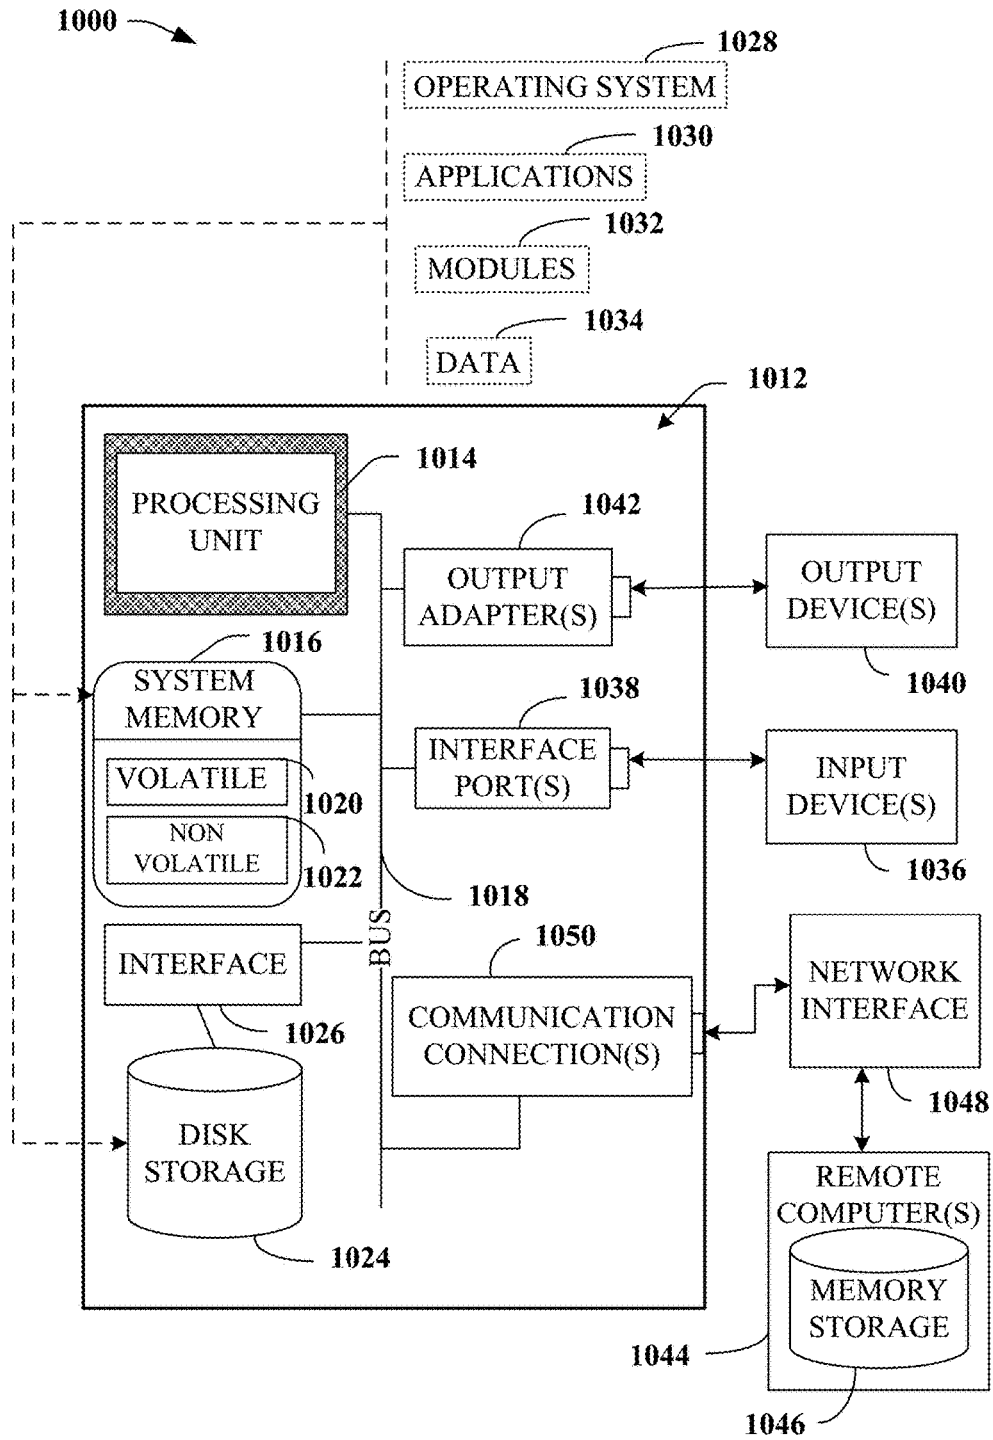 1000
1028
OPERATING SYSTEM
1030
APPLICATIONS
1032
MODULES
1034
DATA
1012
1014
PROCESSING
UNIT
1042
OUTPUT
ADAPTER(S)
OUTPUT
DEVICE(S)
1040
1016
SYSTEM
MEMORY
VOLATILE
1020
NON
VOLATILE
1022
1038
INTERFACE
PORT(S)
INPUT
DEVICE(S)
1036
1018
BUS
INTERFACE
1026
1050
COMMUNICATION
CONNECTION(S)
NETWORK
INTERFACE
1048
DISK
STORAGE
1024
REMOTE
COMPUTER(S)
MEMORY
STORAGE
1044
1046